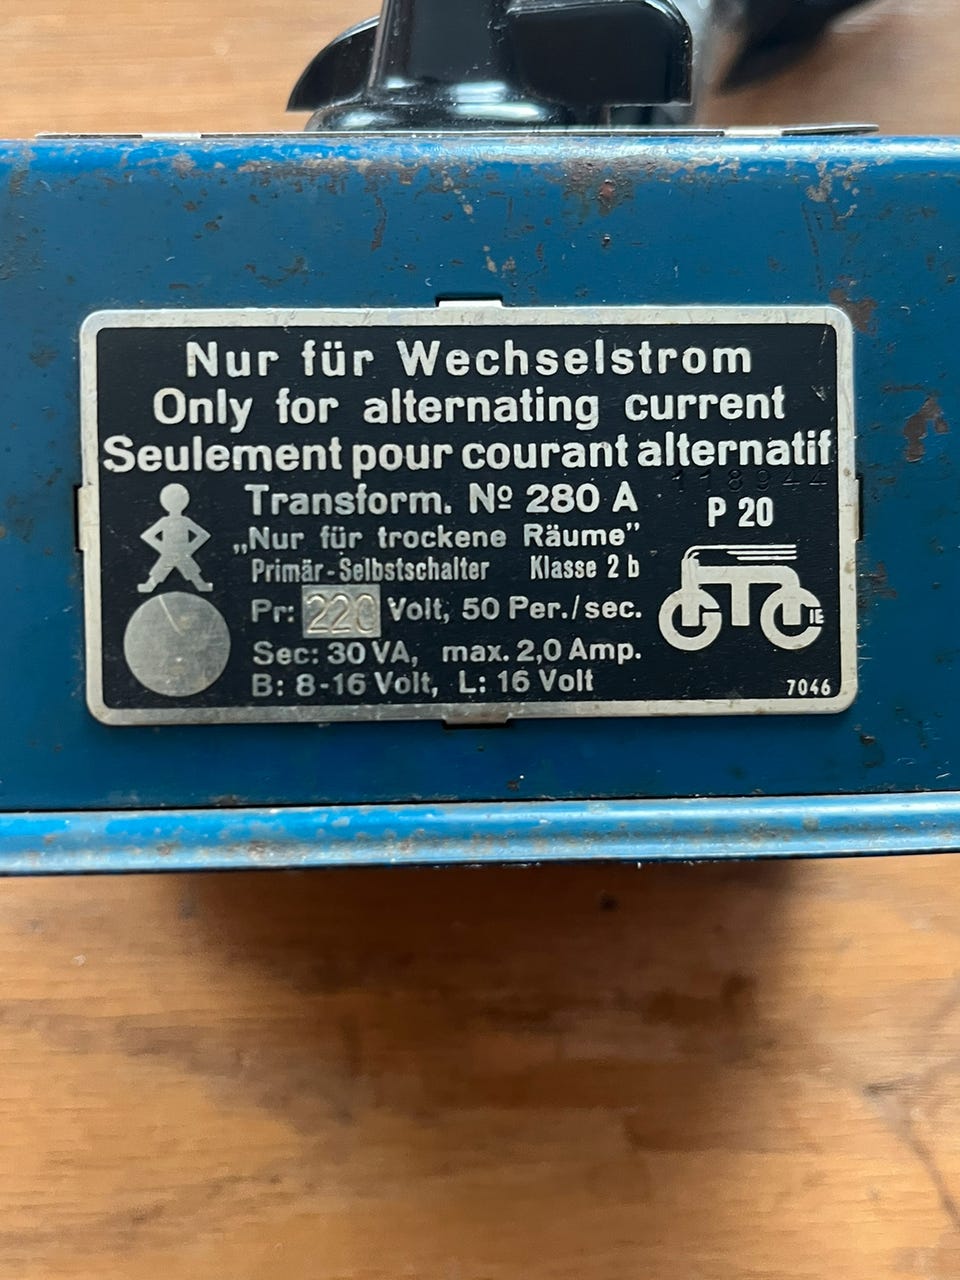 Nur für Wechselstrom
Only for alternating current
Seulement pour courant alternatif
118944
Transform. Nº 280 A
P 20
„Nur für trockene Räume”
Primär-Selbstschalter Klasse 2 b
Pr: 220 Volt, 50 Per./sec.
Sec: 30 VA, max. 2,0 Amp.
B: 8-16 Volt, L: 16 Volt
G CIE
7046